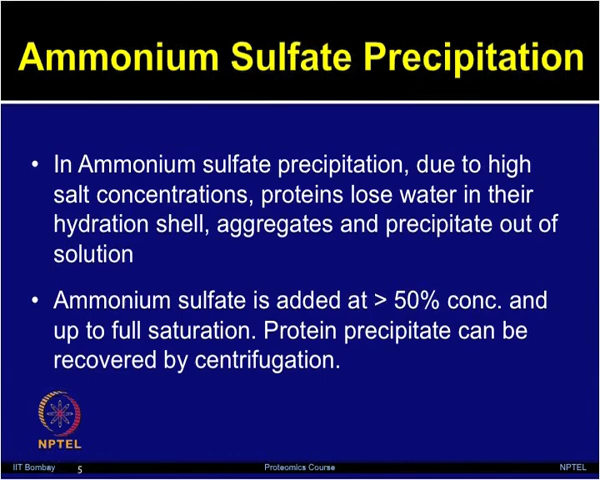 Ammonium Sulfate Precipitation
• In Ammonium sulfate precipitation, due to high
salt concentrations, proteins lose water in their
hydration shell, aggregates and precipitate out of
solution
• Ammonium sulfate is added at > 50% conc. and
up to full saturation. Protein precipitate can be
recovered by centrifugation.
NPTEL
IIT Bombay 5 Proteomics Course NPTEL